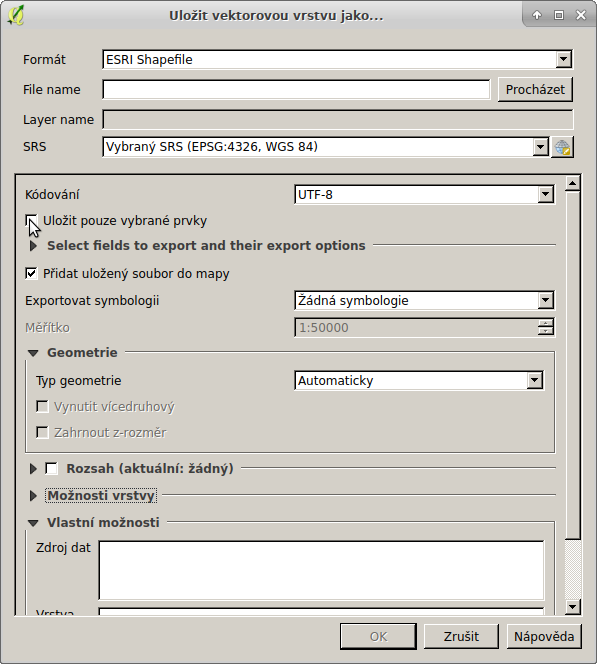 Uložit vektorovou vrstvu jako...
Formát ESRI Shapefile
File name Procházet
Layer name
SRS Vybraný SRS (EPSG:4326, WGS 84)
Kódování UTF-8
Uložit pouze vybrané prvky
Select fields to export and their export options
Přidat uložený soubor do mapy
Exportovat symbologii Žádná symbologie
Měřítko 1:50000
Geometrie
Typ geometrie Automaticky
Vynutit vícedruhový
Zahrnout z-rozměr
Rozsah (aktuální: žádný)
Možnosti vrstvy
Vlastní možnosti
Zdroj dat
Vrstva
OK Zrušit Nápověda